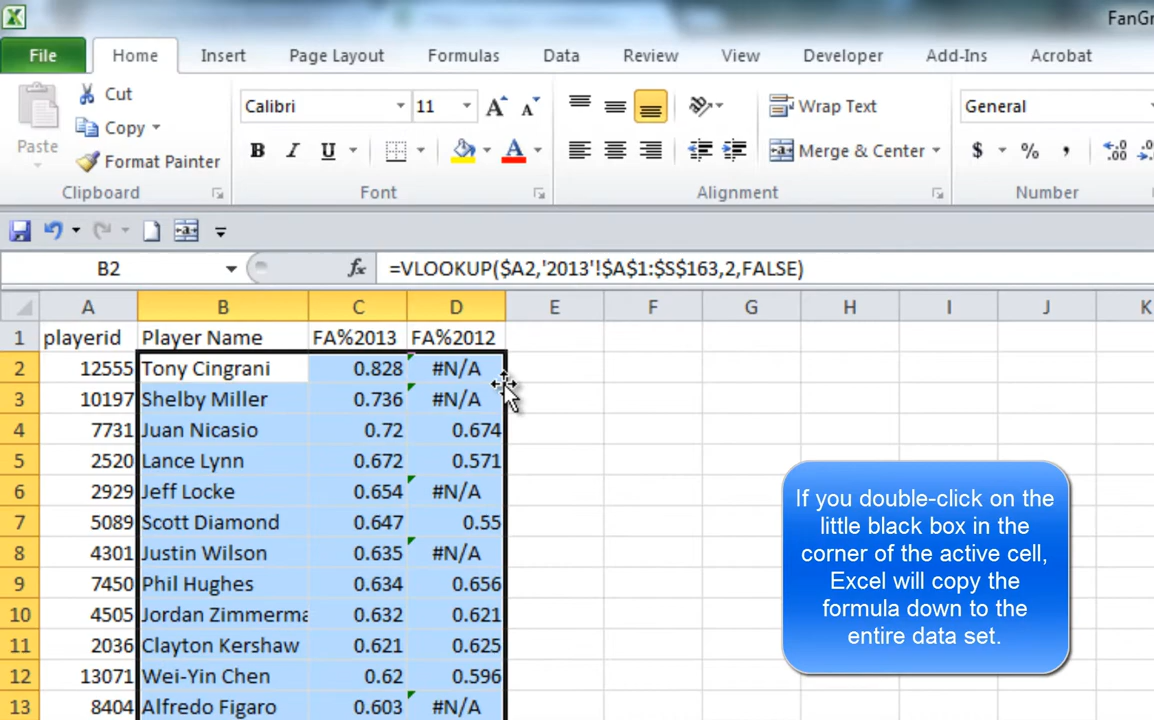 FanGr
File Home Insert Page Layout Formulas Data Review View Developer Add-Ins Acrobat
Cut
Copy
Paste
Format Painter
Clipboard
Calibri 11
B I U
Font
Wrap Text
Merge & Center
Alignment
General
$ % ,
Number
B2 fx =VLOOKUP($A2,'2013'!$A$1:$S$163,2,FALSE)
A B C D E F G H I J K
1 playerid Player Name FA%2013 FA%2012
2 12555 Tony Cingrani 0.828 #N/A
3 10197 Shelby Miller 0.736 #N/A
4 7731 Juan Nicasio 0.72 0.674
5 2520 Lance Lynn 0.672 0.571
6 2929 Jeff Locke 0.654 #N/A
7 5089 Scott Diamond 0.647 0.55
8 4301 Justin Wilson 0.635 #N/A
9 7450 Phil Hughes 0.634 0.656
10 4505 Jordan Zimmerma 0.632 0.621
11 2036 Clayton Kershaw 0.621 0.625
12 13071 Wei-Yin Chen 0.62 0.596
13 8404 Alfredo Figaro 0.603 #N/A
If you double-click on the
little black box in the
corner of the active cell,
Excel will copy the
formula down to the
entire data set.